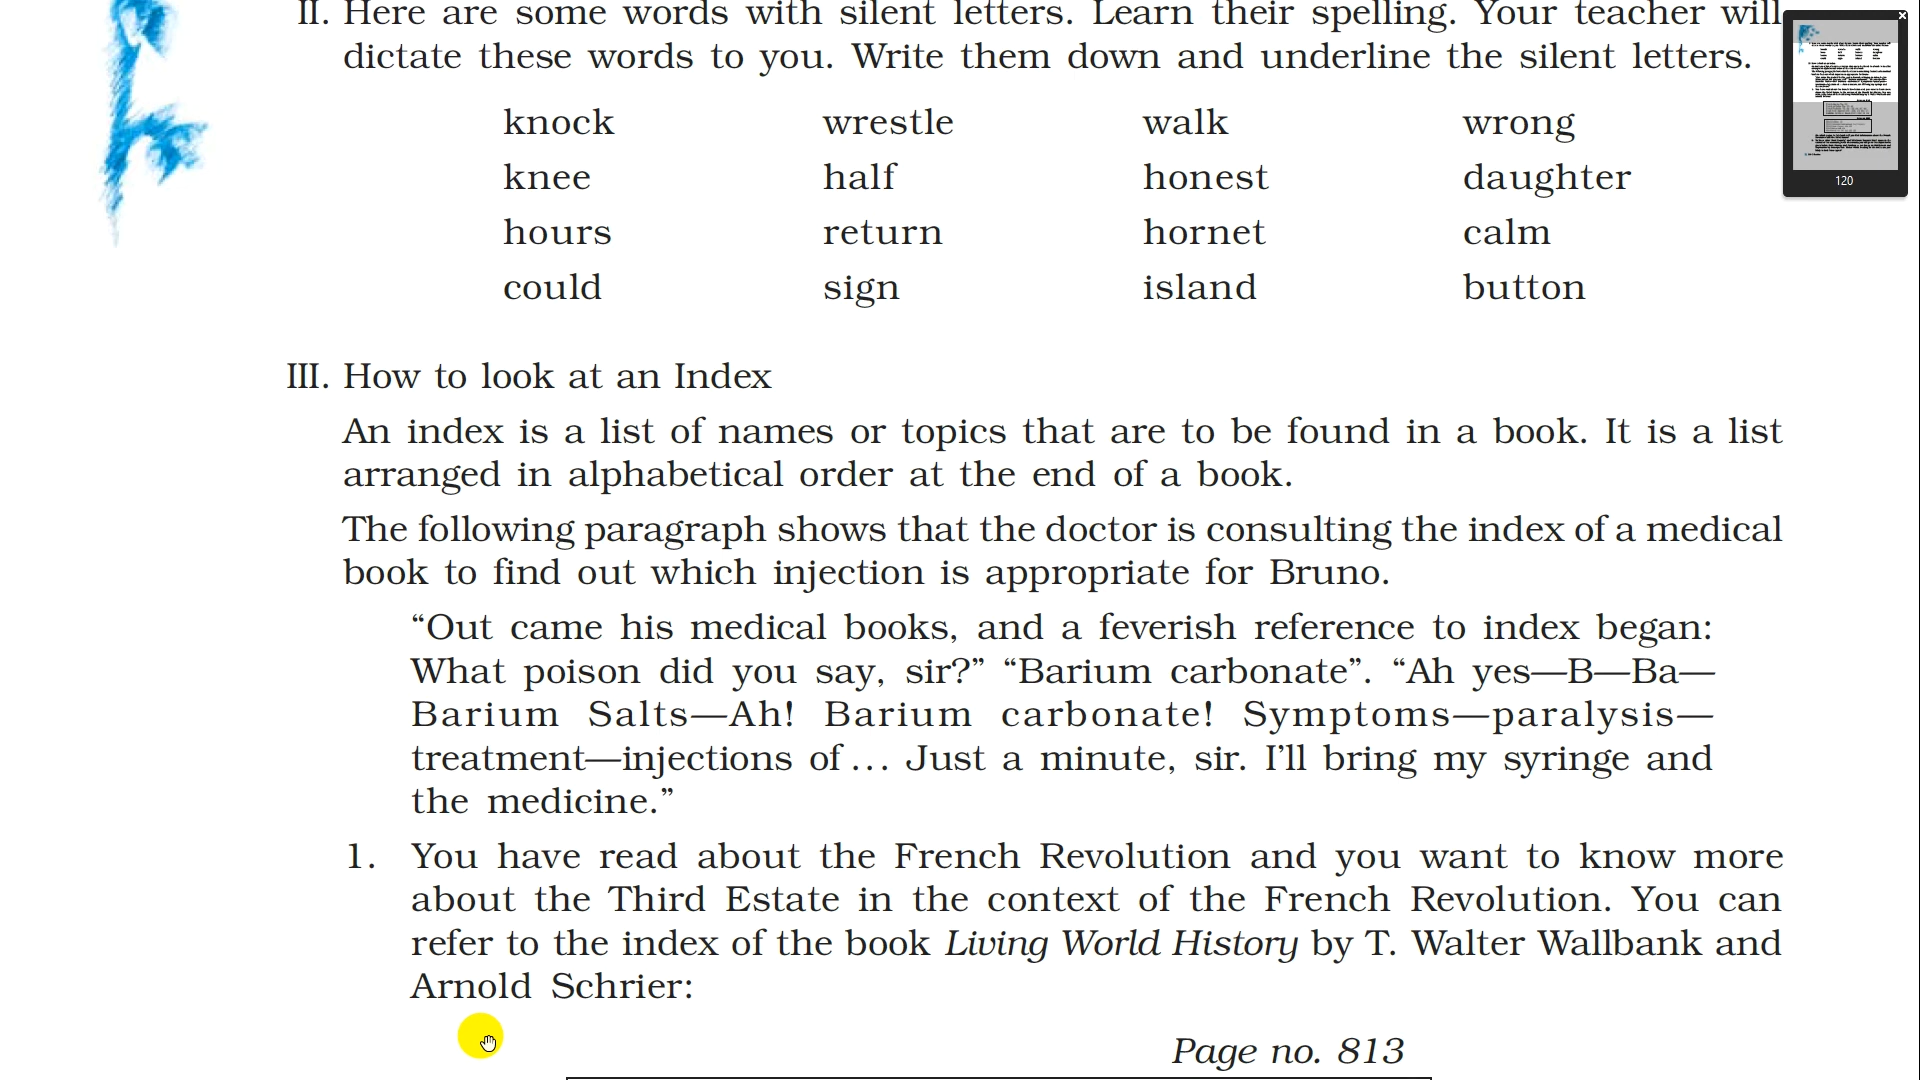 II. Here are some words with silent letters. Learn their spelling. Your teacher will
dictate these words to you. Write them down and underline the silent letters.
knock wrestle walk wrong
knee half honest daughter
hours return hornet calm
could sign island button
III. How to look at an Index
An index is a list of names or topics that are to be found in a book. It is a list
arranged in alphabetical order at the end of a book.
The following paragraph shows that the doctor is consulting the index of a medical
book to find out which injection is appropriate for Bruno.
“Out came his medical books, and a feverish reference to index began:
What poison did you say, sir?” “Barium carbonate”. “Ah yes—B—Ba—
Barium Salts—Ah! Barium carbonate! Symptoms—paralysis—
treatment—injections of ... Just a minute, sir. I’ll bring my syringe and
the medicine.”
1. You have read about the French Revolution and you want to know more
about the Third Estate in the context of the French Revolution. You can
refer to the index of the book Living World History by T. Walter Wallbank and
Arnold Schrier:
Page no. 813
120